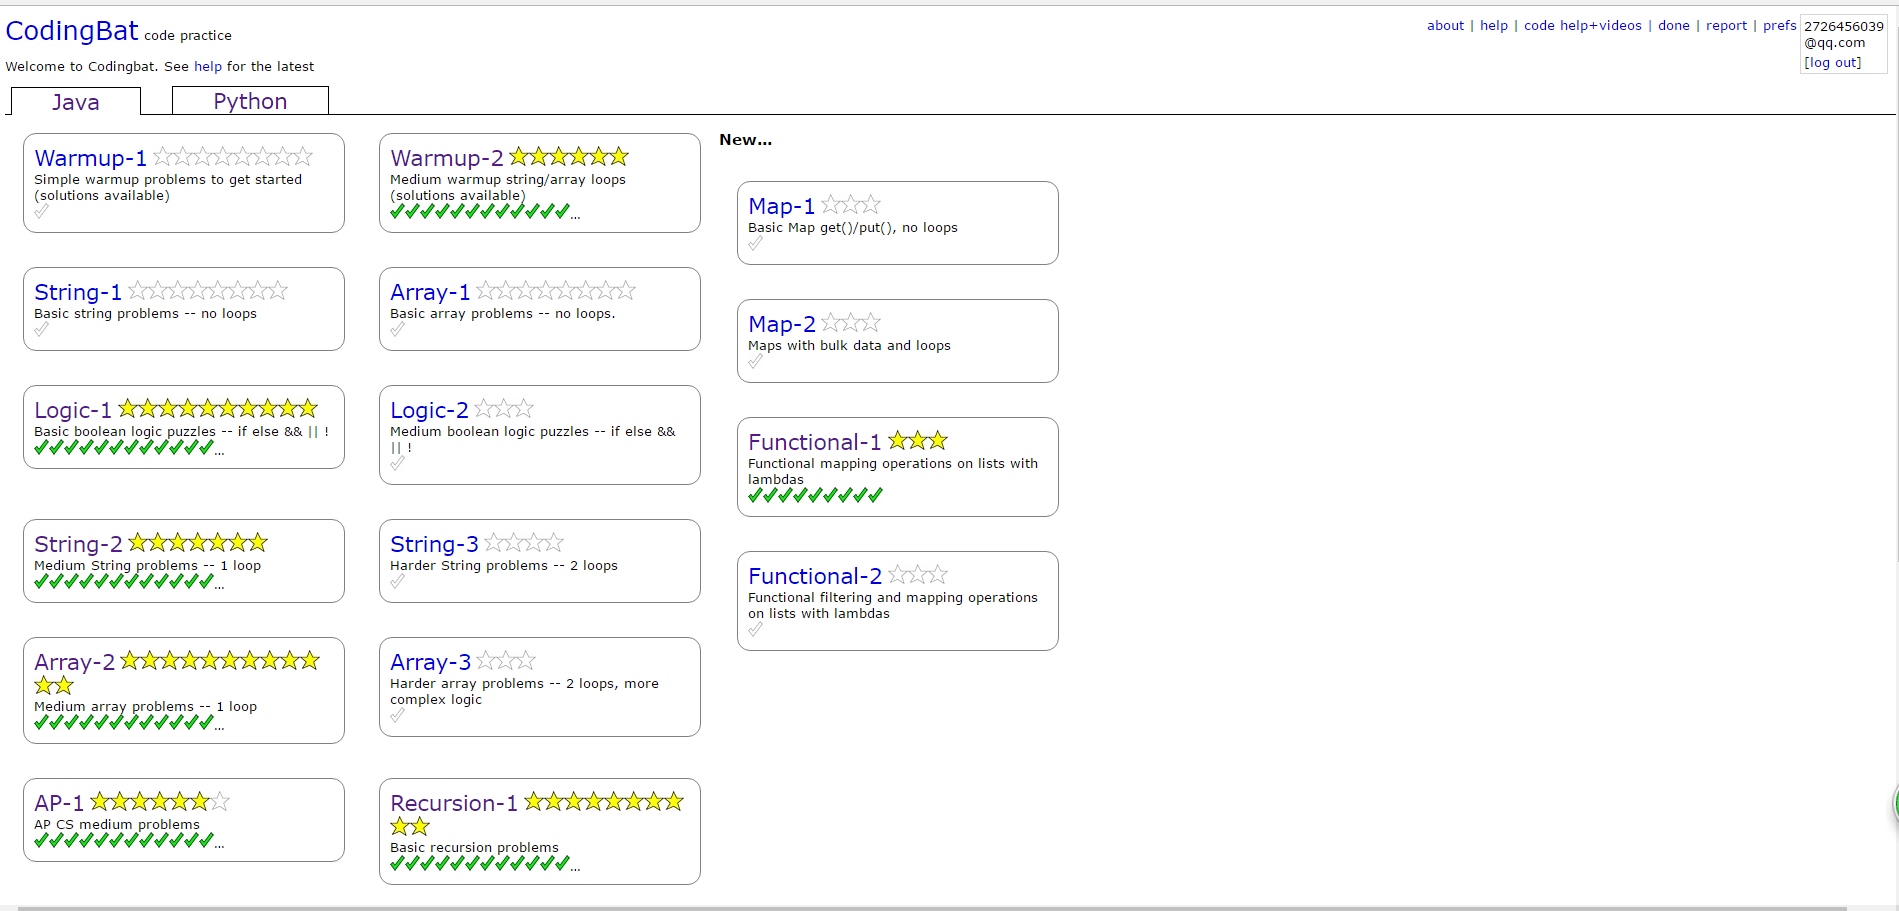 CodingBat code practice
about | help | code help+videos | done | report | prefs
2726456039
@qq.com
[log out]
Welcome to Codingbat. See help for the latest
Java
Python
Warmup-1
Simple warmup problems to get started
(solutions available)
Warmup-2
Medium warmup string/array loops
(solutions available)
...
New...
Map-1
Basic Map get()/put(), no loops
String-1
Basic string problems -- no loops
Array-1
Basic array problems -- no loops.
Map-2
Maps with bulk data and loops
Logic-1
Basic boolean logic puzzles -- if else && || !
...
Logic-2
Medium boolean logic puzzles -- if else &&
|| !
Functional-1
Functional mapping operations on lists with
lambdas
String-2
Medium String problems -- 1 loop
...
String-3
Harder String problems -- 2 loops
Functional-2
Functional filtering and mapping operations
on lists with lambdas
Array-2
Medium array problems -- 1 loop
...
Array-3
Harder array problems -- 2 loops, more
complex logic
AP-1
AP CS medium problems
...
Recursion-1
Basic recursion problems
...